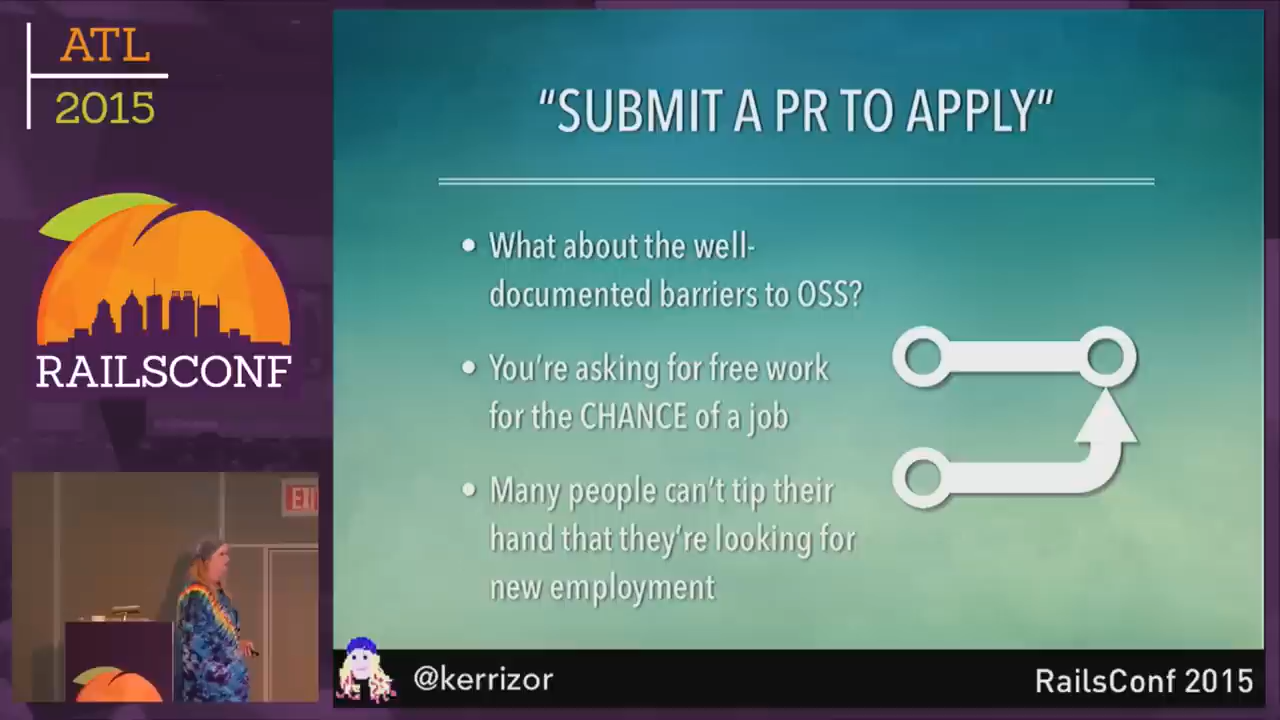 ATL
2015
RAILSCONF
“SUBMIT A PR TO APPLY”
• What about the well-
documented barriers to OSS?
• You’re asking for free work
for the CHANCE of a job
• Many people can’t tip their
hand that they’re looking for
new employment
@kerrizor
RailsConf 2015